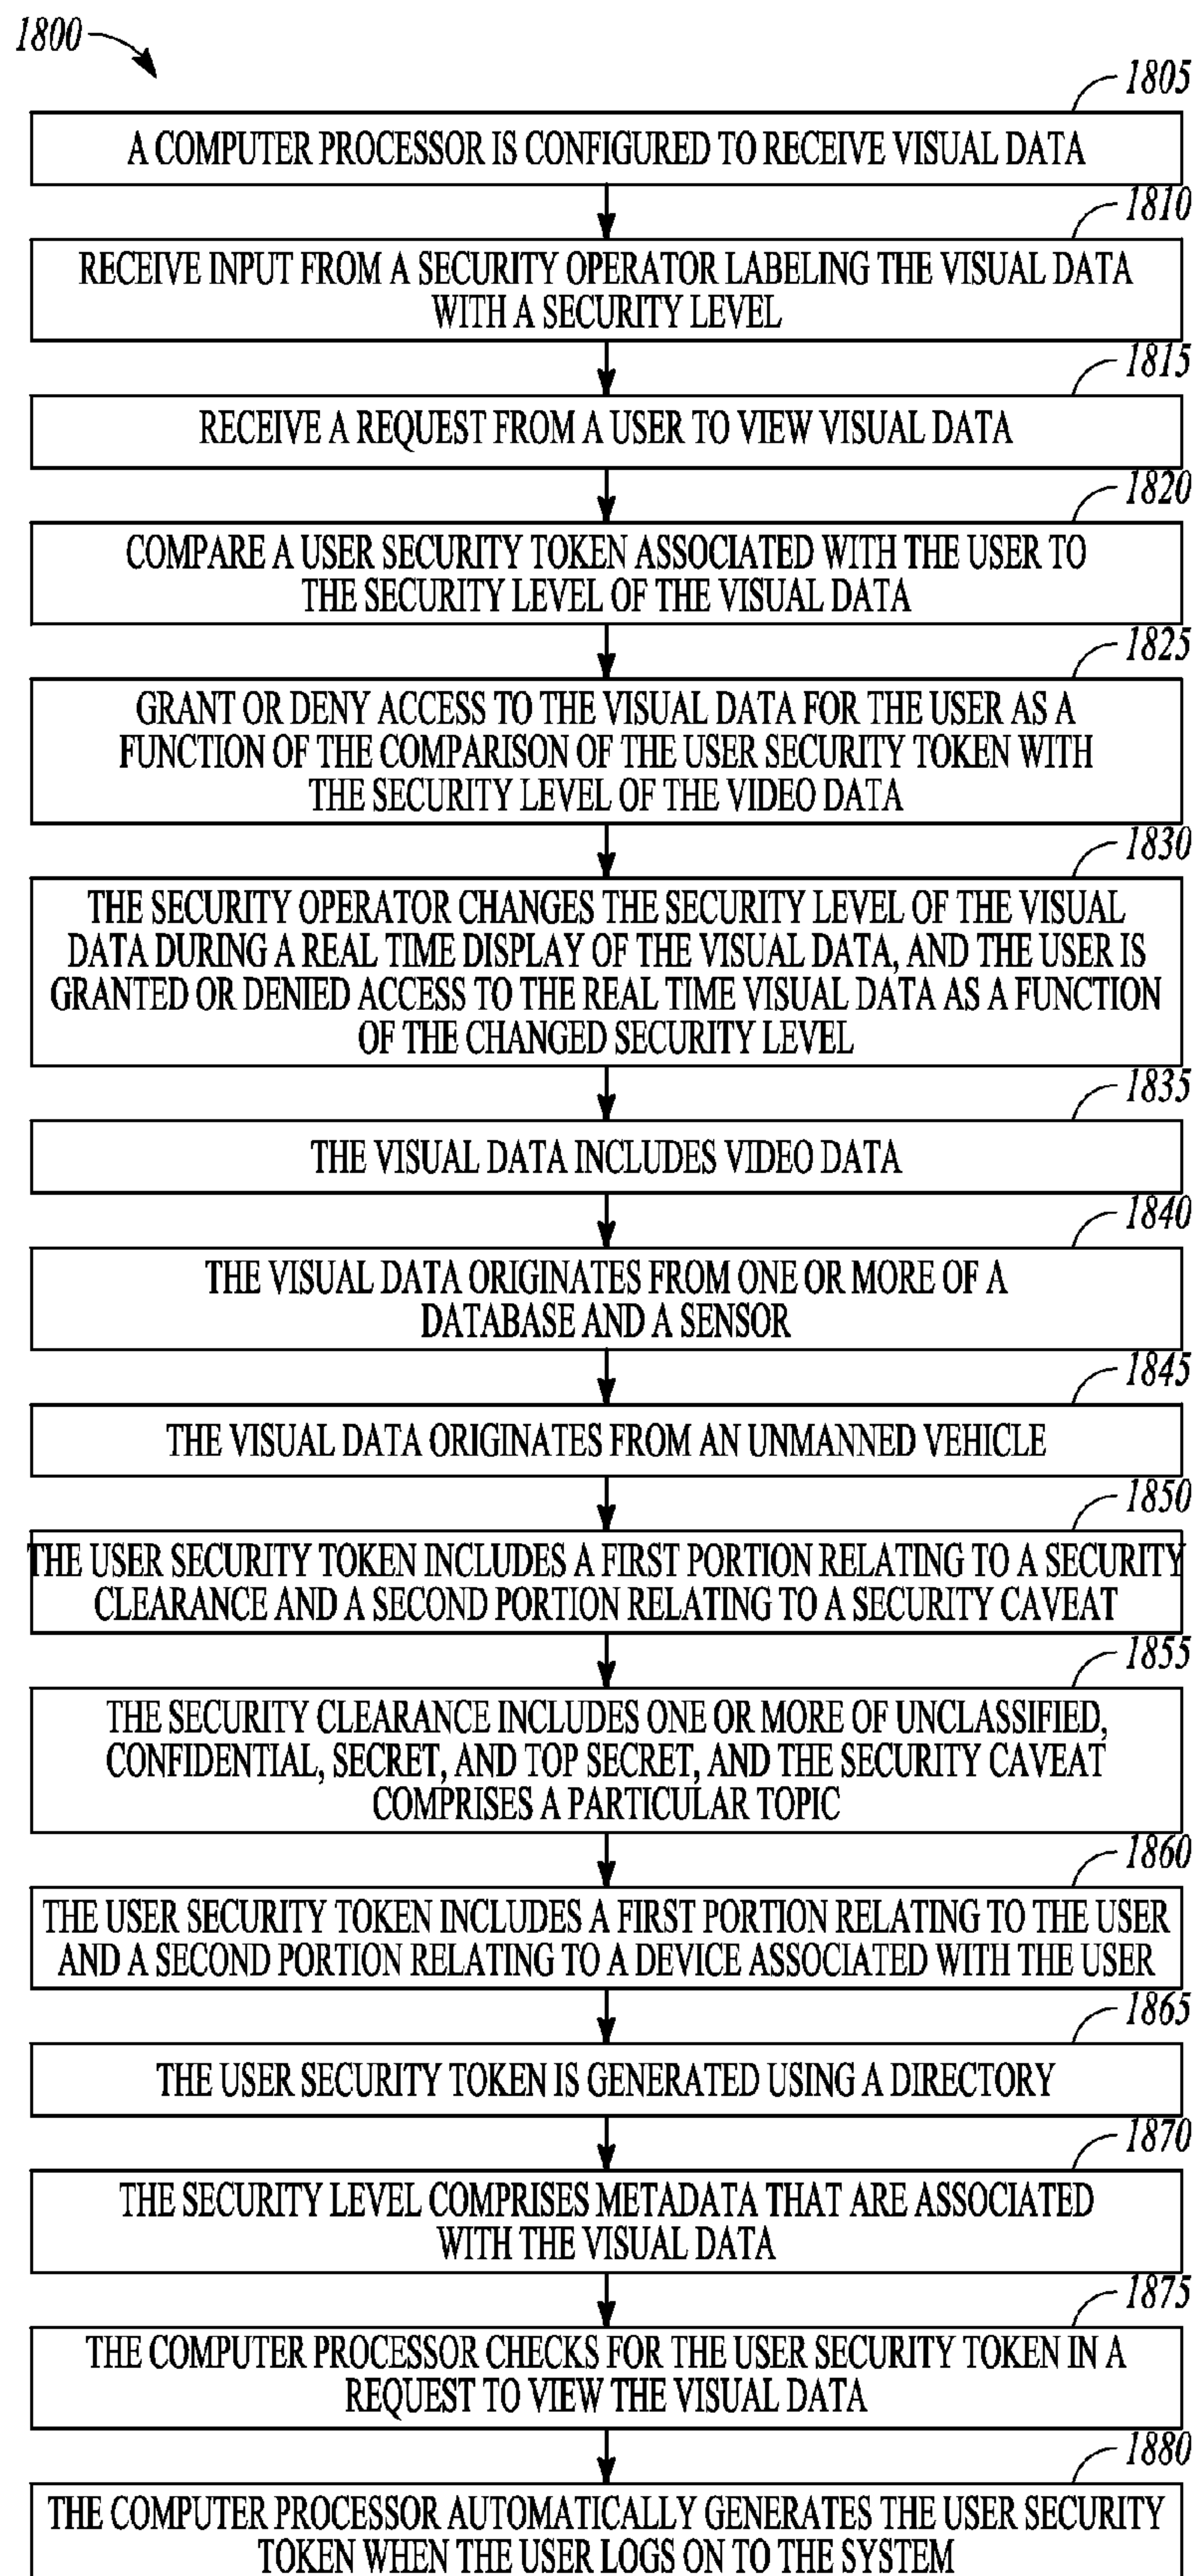 1800
1805
A COMPUTER PROCESSOR IS CONFIGURED TO RECEIVE VISUAL DATA
1810
RECEIVE INPUT FROM A SECURITY OPERATOR LABELING THE VISUAL DATA
WITH A SECURITY LEVEL
1815
RECEIVE A REQUEST FROM A USER TO VIEW VISUAL DATA
1820
COMPARE A USER SECURITY TOKEN ASSOCIATED WITH THE USER TO
THE SECURITY LEVEL OF THE VISUAL DATA
1825
GRANT OR DENY ACCESS TO THE VISUAL DATA FOR THE USER AS A
FUNCTION OF THE COMPARISON OF THE USER SECURITY TOKEN WITH
THE SECURITY LEVEL OF THE VIDEO DATA
1830
THE SECURITY OPERATOR CHANGES THE SECURITY LEVEL OF THE VISUAL
DATA DURING A REAL TIME DISPLAY OF THE VISUAL DATA, AND THE USER IS
GRANTED OR DENIED ACCESS TO THE REAL TIME VISUAL DATA AS A FUNCTION
OF THE CHANGED SECURITY LEVEL
1835
THE VISUAL DATA INCLUDES VIDEO DATA
1840
THE VISUAL DATA ORIGINATES FROM ONE OR MORE OF A
DATABASE AND A SENSOR
1845
THE VISUAL DATA ORIGINATES FROM AN UNMANNED VEHICLE
1850
THE USER SECURITY TOKEN INCLUDES A FIRST PORTION RELATING TO A SECURITY
CLEARANCE AND A SECOND PORTION RELATING TO A SECURITY CAVEAT
1855
THE SECURITY CLEARANCE INCLUDES ONE OR MORE OF UNCLASSIFIED,
CONFIDENTIAL, SECRET, AND TOP SECRET, AND THE SECURITY CAVEAT
COMPRISES A PARTICULAR TOPIC
1860
THE USER SECURITY TOKEN INCLUDES A FIRST PORTION RELATING TO THE USER
AND A SECOND PORTION RELATING TO A DEVICE ASSOCIATED WITH THE USER
1865
THE USER SECURITY TOKEN IS GENERATED USING A DIRECTORY
1870
THE SECURITY LEVEL COMPRISES METADATA THAT ARE ASSOCIATED
WITH THE VISUAL DATA
1875
THE COMPUTER PROCESSOR CHECKS FOR THE USER SECURITY TOKEN IN A
REQUEST TO VIEW THE VISUAL DATA
1880
THE COMPUTER PROCESSOR AUTOMATICALLY GENERATES THE USER SECURITY
TOKEN WHEN THE USER LOGS ON TO THE SYSTEM